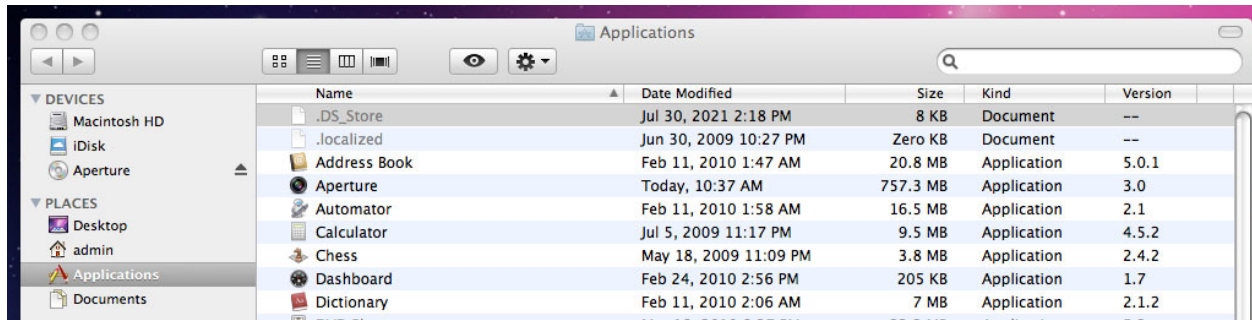 Applications
Name Date Modified Size Kind Version
DEVICES
Macintosh HD
iDisk
Aperture
PLACES
Desktop
admin
Applications
Documents
.DS_Store Jul 30, 2021 2:18 PM 8 KB Document --
.localized Jun 30, 2009 10:27 PM Zero KB Document --
Address Book Feb 11, 2010 1:47 AM 20.8 MB Application 5.0.1
Aperture Today, 10:37 AM 757.3 MB Application 3.0
Automator Feb 11, 2010 1:58 AM 16.5 MB Application 2.1
Calculator Jul 5, 2009 11:17 PM 9.5 MB Application 4.5.2
Chess May 18, 2009 11:09 PM 3.8 MB Application 2.4.2
Dashboard Feb 24, 2010 2:56 PM 205 KB Application 1.7
Dictionary Feb 11, 2010 2:06 AM 7 MB Application 2.1.2